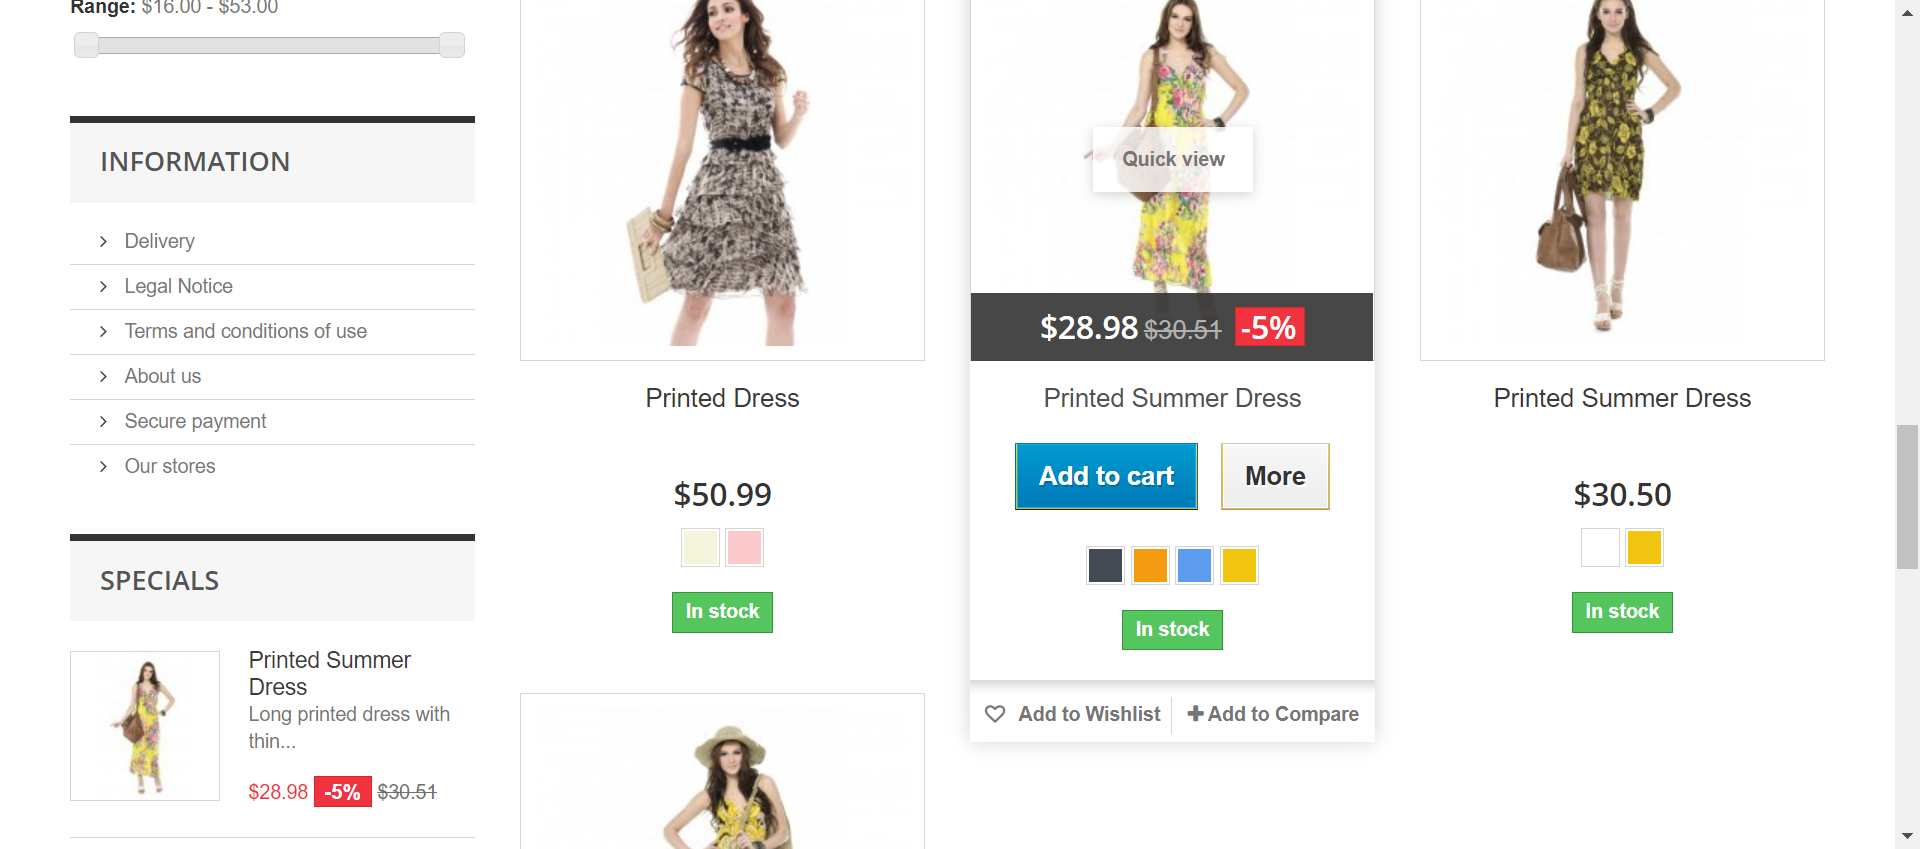 Range: $16.00 - $53.00
INFORMATION
Delivery
Legal Notice
Terms and conditions of use
About us
Secure payment
Our stores
SPECIALS
Printed Summer
Dress
Long printed dress with
thin...
$28.98 -5% $30.51
Printed Dress
$50.99
In stock
Quick view
$28.98 $30.51 -5%
Printed Summer Dress
Add to cart More
In stock
Add to Wishlist Add to Compare
Printed Summer Dress
$30.50
In stock